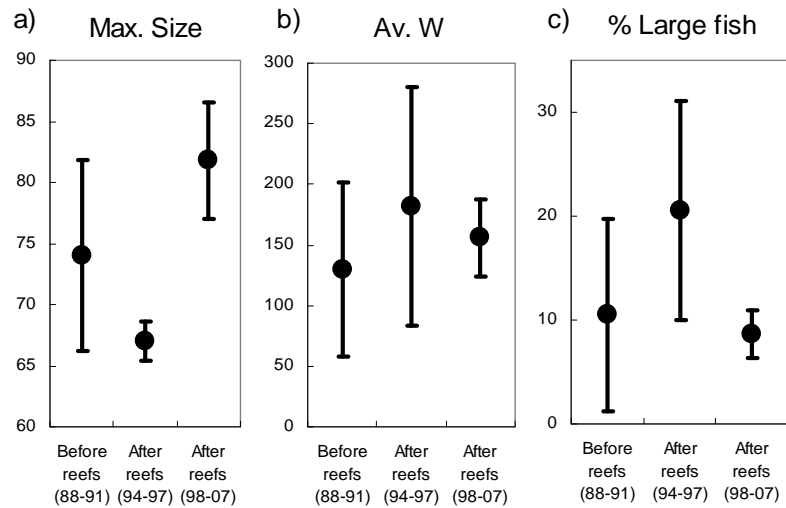 a) Max. Size
90
85
80
75
70
65
60
Before reefs (88-91)
After reefs (94-97)
After reefs (98-07)
b) Av. W
300
250
200
150
100
50
0
Before reefs (88-91)
After reefs (94-97)
After reefs (98-07)
c) % Large fish
30
20
10
0
Before reefs (88-91)
After reefs (94-97)
After reefs (98-07)